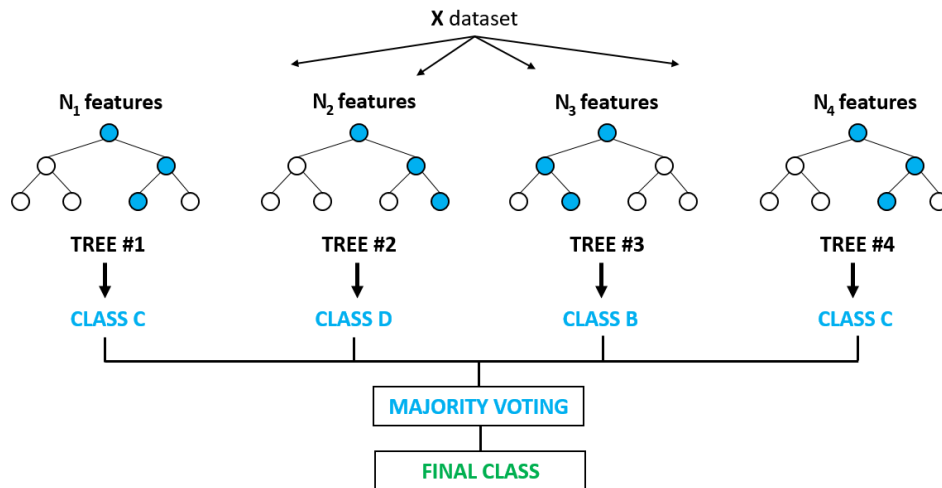 X dataset
N₁ features N₂ features N₃ features N₄ features
TREE #1 TREE #2 TREE #3 TREE #4
CLASS C CLASS D CLASS B CLASS C
MAJORITY VOTING
FINAL CLASS